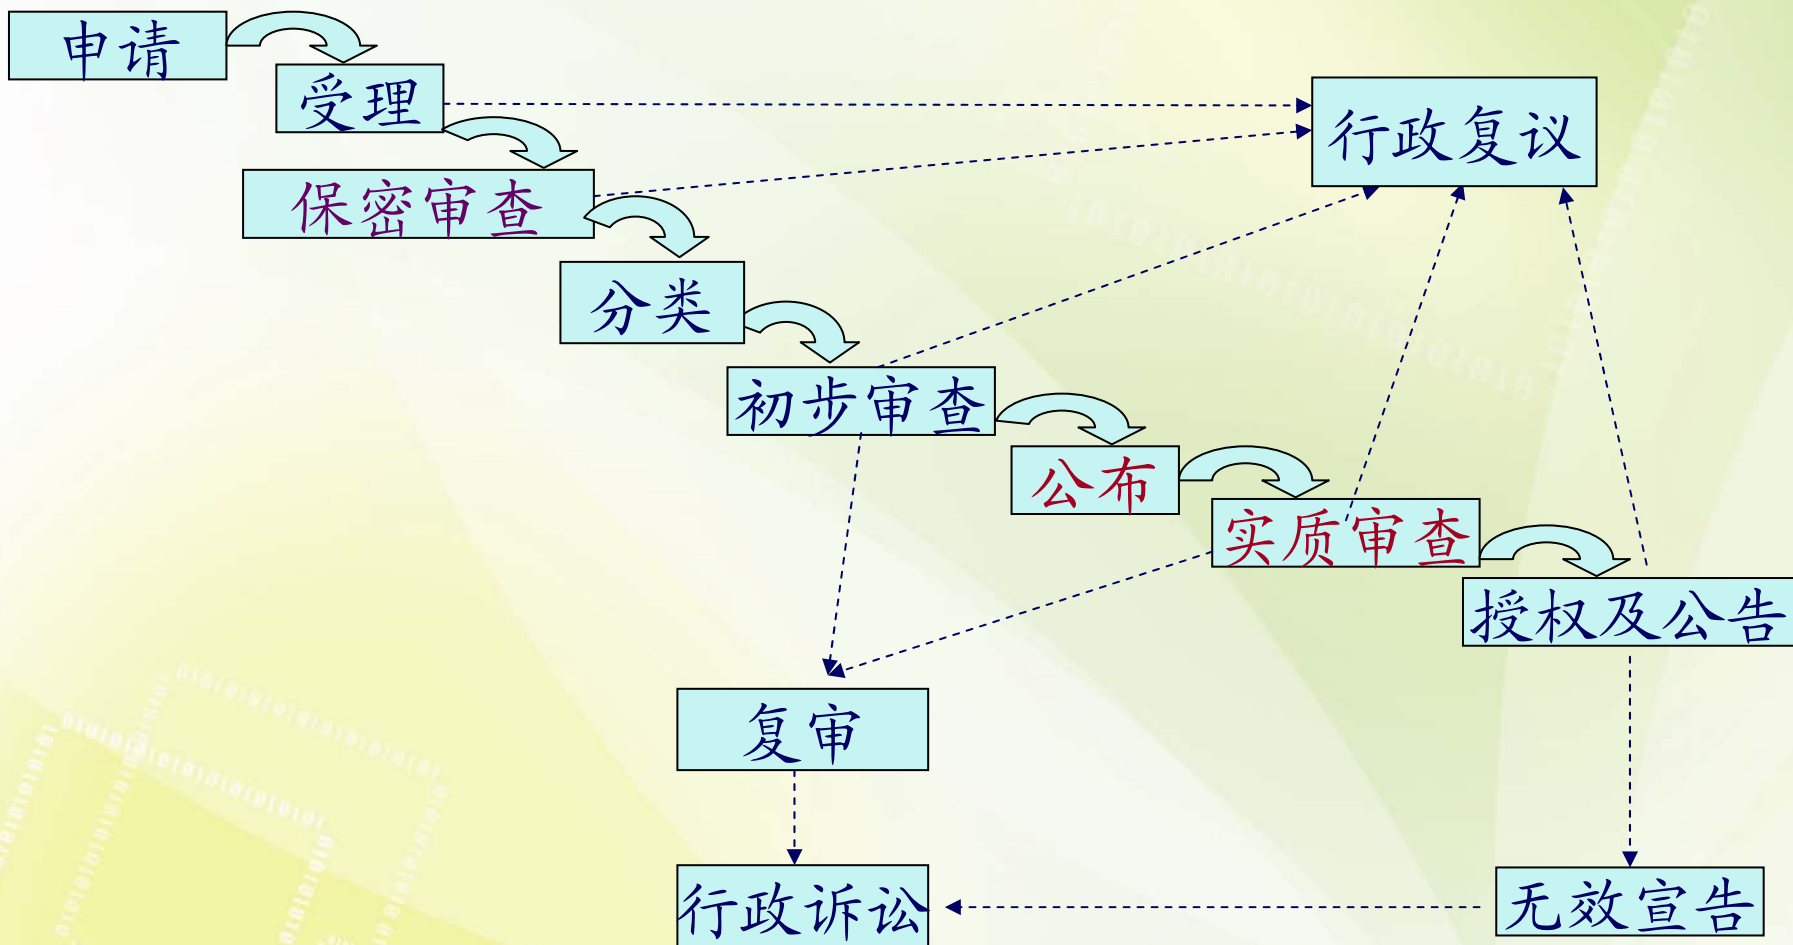 申请
受理
行政复议
保密审查
分类
初步审查
公布
实质审查
授权及公告
复审
行政诉讼
无效宣告